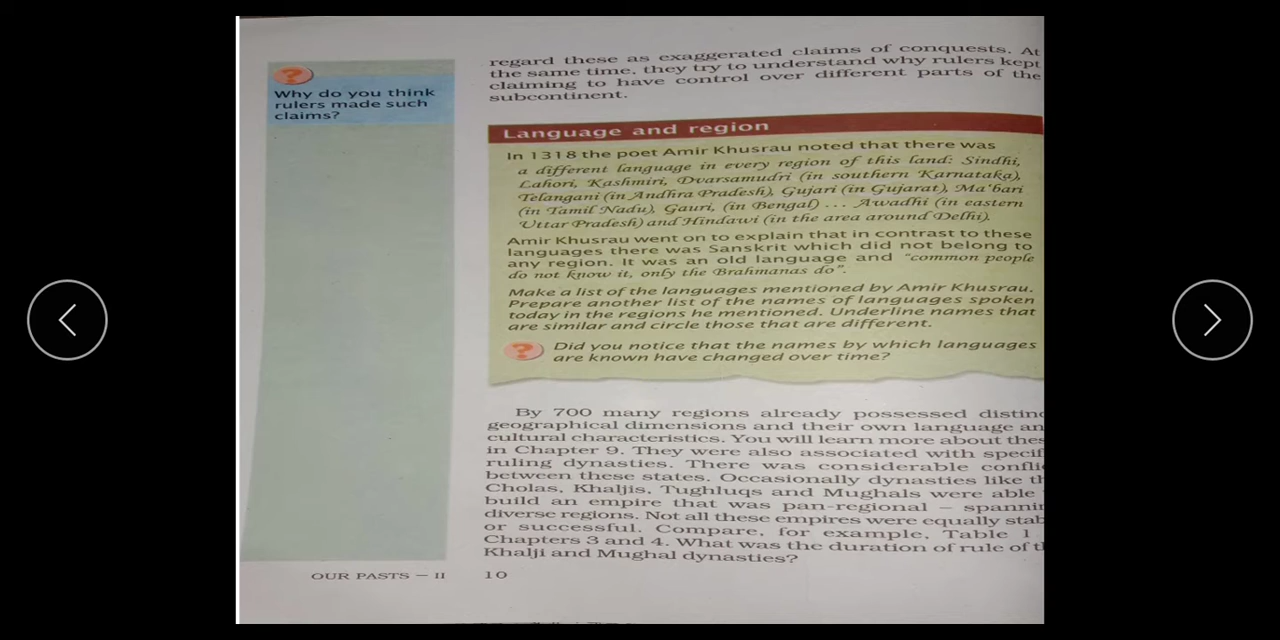 Why do you think
rulers made such
claims?
regard these as exaggerated claims of conquests. At
the same time, they try to understand why rulers kept
claiming to have control over different parts of the
subcontinent.
Language and region
In 1318 the poet Amir Khusrau noted that there was
a different language in every region of this land: Sindhi,
Lahori, Kashmiri, Dvarsamudri (in southern Karnataka),
Telangani (in Andhra Pradesh), Gujari (in Gujarat), Ma'bari
(in Tamil Nadu), Gauri, (in Bengal) ... Awadhi (in eastern
Uttar Pradesh) and Hindawi (in the area around Delhi).
Amir Khusrau went on to explain that in contrast to these
languages there was Sanskrit which did not belong to
any region. It was an old language and "common people
do not know it, only the Brahmanas do".
Make a list of the languages mentioned by Amir Khusrau.
Prepare another list of the names of languages spoken
today in the regions he mentioned. Underline names that
are similar and circle those that are different.
? Did you notice that the names by which languages
are known have changed over time?
By 700 many regions already possessed
geographical dimensions and their own language
cultural characteristics. You will learn more about
in Chapter 9. They were also associated with
ruling dynasties. There was considerable
between these states. Occasionally dynasties like
Cholas, Khaljis, Tughluqs and Mughals were able
build an empire that was pan-regional –
diverse regions. Not all these empires were equally
or successful. Compare, for example, Table 1
Chapters 3 and 4. What was the duration of rule of
Khalji and Mughal dynasties?
OUR PASTS – II 10